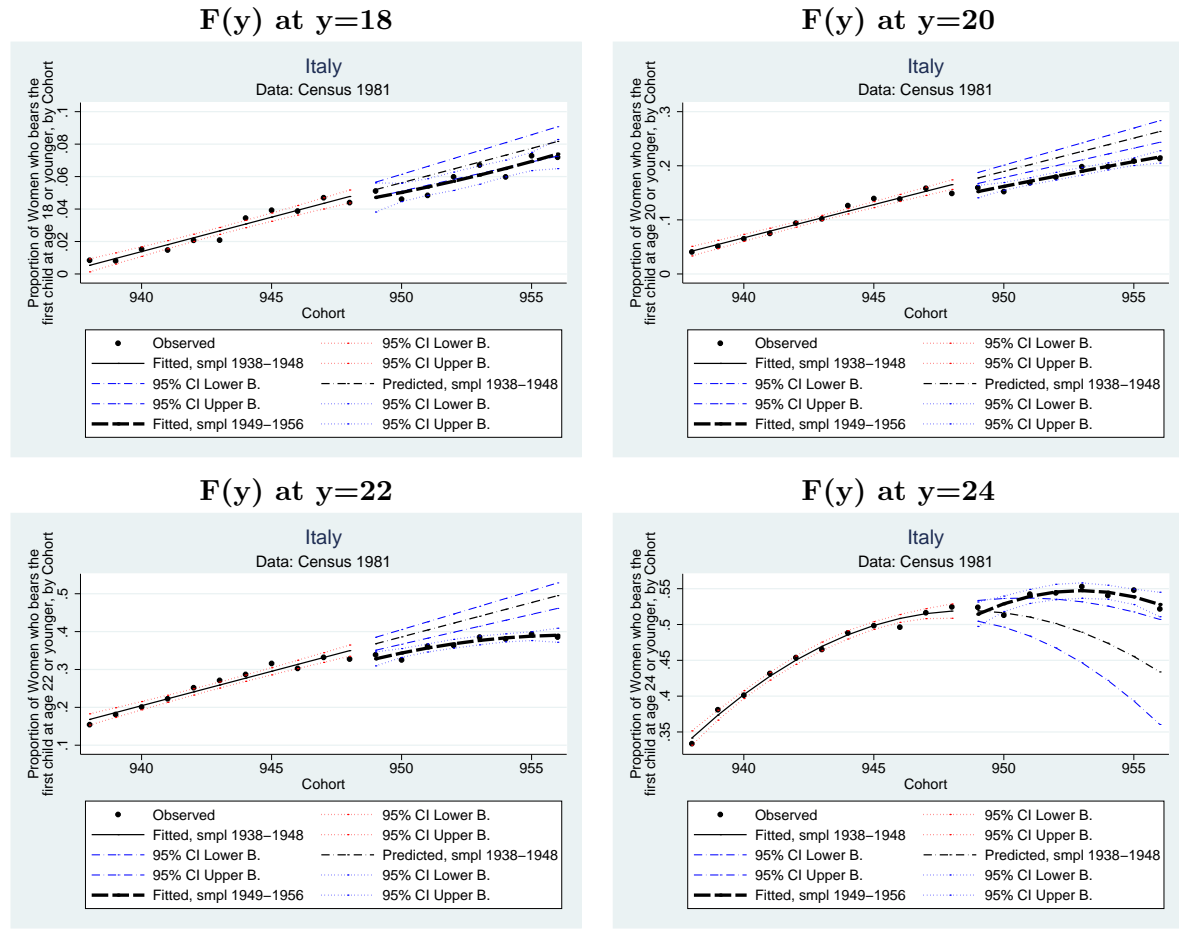 F(y) at y=18
Italy
Data: Census 1981
Proportion of Women who bears the
first child at age 18 or younger, by Cohort
.1
.08
.06
.04
.02
0
940
945
950
955
Cohort
Observed
95% CI Lower B.
Fitted, smpl 1938−1948
95% CI Upper B.
95% CI Lower B.
Predicted, smpl 1938−1948
95% CI Upper B.
95% CI Lower B.
Fitted, smpl 1949−1956
95% CI Upper B.
F(y) at y=20
Italy
Data: Census 1981
Proportion of Women who bears the
first child at age 20 or younger, by Cohort
.3
.2
.1
0
940
945
950
955
Cohort
Observed
95% CI Lower B.
Fitted, smpl 1938−1948
95% CI Upper B.
95% CI Lower B.
Predicted, smpl 1938−1948
95% CI Upper B.
95% CI Lower B.
Fitted, smpl 1949−1956
95% CI Upper B.
F(y) at y=22
Italy
Data: Census 1981
Proportion of Women who bears the
first child at age 22 or younger, by Cohort
.5
.4
.3
.2
.1
940
945
950
955
Cohort
Observed
95% CI Lower B.
Fitted, smpl 1938−1948
95% CI Upper B.
95% CI Lower B.
Predicted, smpl 1938−1948
95% CI Upper B.
95% CI Lower B.
Fitted, smpl 1949−1956
95% CI Upper B.
F(y) at y=24
Italy
Data: Census 1981
Proportion of Women who bears the
first child at age 24 or younger, by Cohort
.55
.5
.45
.4
.35
940
945
950
955
Cohort
Observed
95% CI Lower B.
Fitted, smpl 1938−1948
95% CI Upper B.
95% CI Lower B.
Predicted, smpl 1938−1948
95% CI Upper B.
95% CI Lower B.
Fitted, smpl 1949−1956
95% CI Upper B.